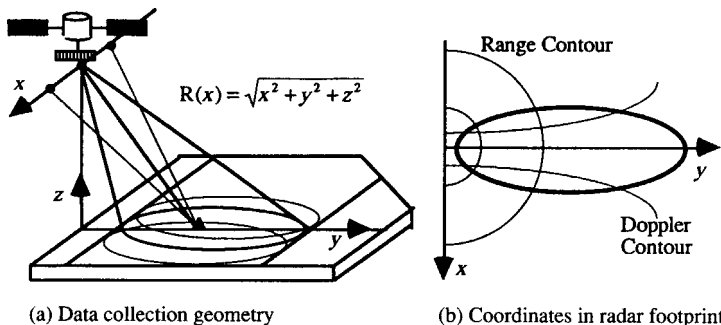 x
R(x) = √x² + y² + z²
z
y
(a) Data collection geometry
Range Contour
y
Doppler
Contour
x
(b) Coordinates in radar footprint